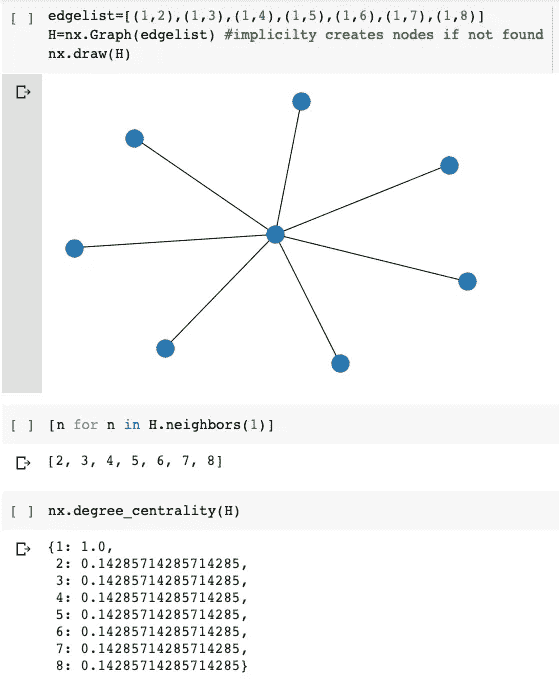 [ ] edgelist=[(1,2),(1,3),(1,4),(1,5),(1,6),(1,7),(1,8)]
H=nx.Graph(edgelist) #implicilty creates nodes if not found
nx.draw(H)
[ ] [n for n in H.neighbors(1)]
[2, 3, 4, 5, 6, 7, 8]
[ ] nx.degree_centrality(H)
{1: 1.0,
2: 0.14285714285714285,
3: 0.14285714285714285,
4: 0.14285714285714285,
5: 0.14285714285714285,
6: 0.14285714285714285,
7: 0.14285714285714285,
8: 0.14285714285714285}